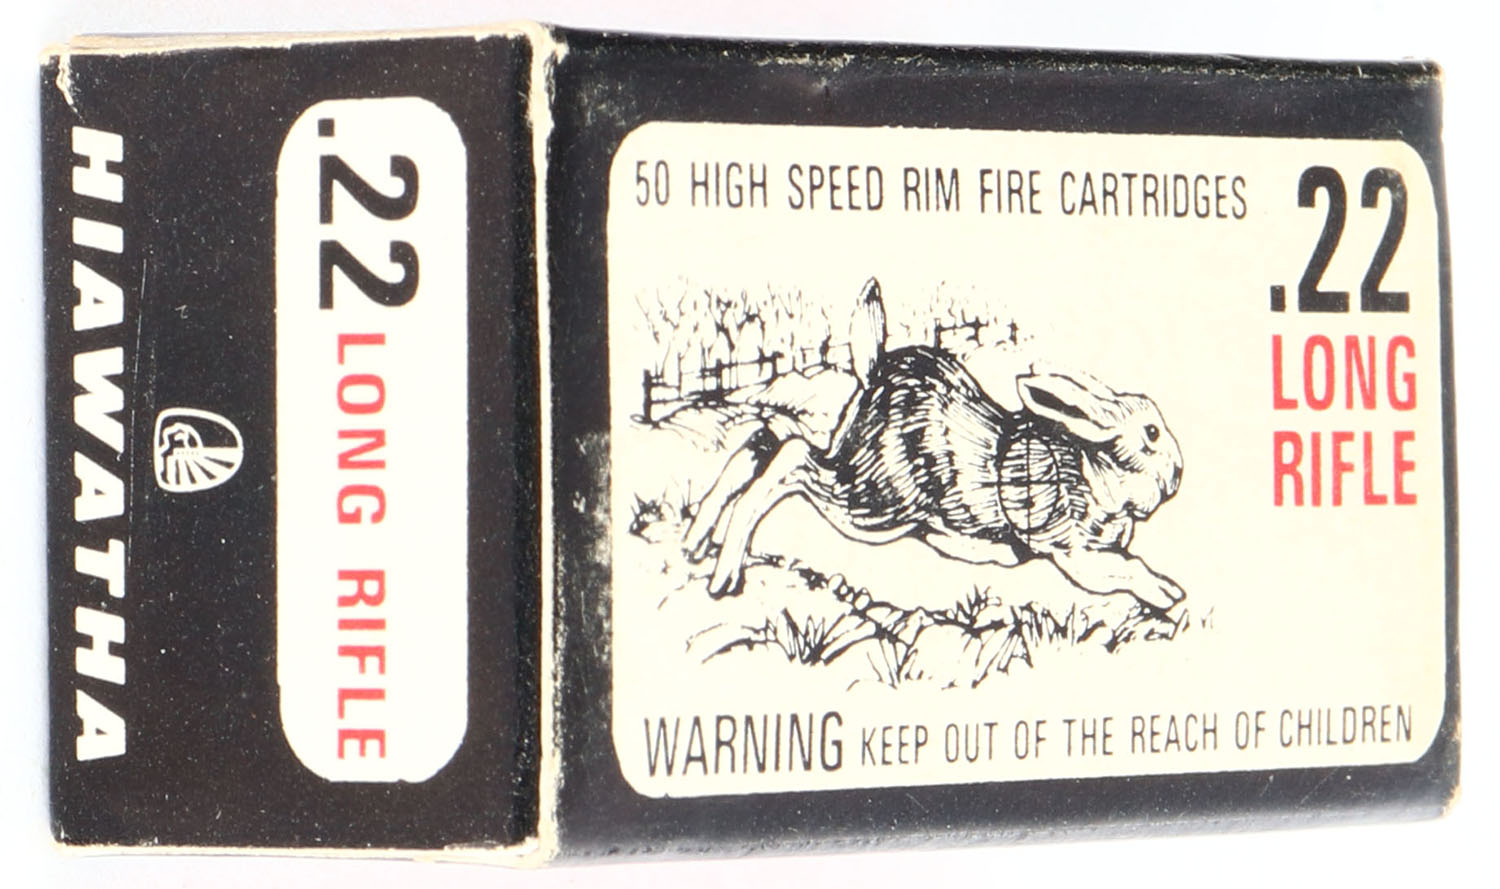 HIAWATHA
.22 LONG RIFLE
50 HIGH SPEED RIM FIRE CARTRIDGES
.22
LONG
RIFLE
WARNING KEEP OUT OF THE REACH OF CHILDREN